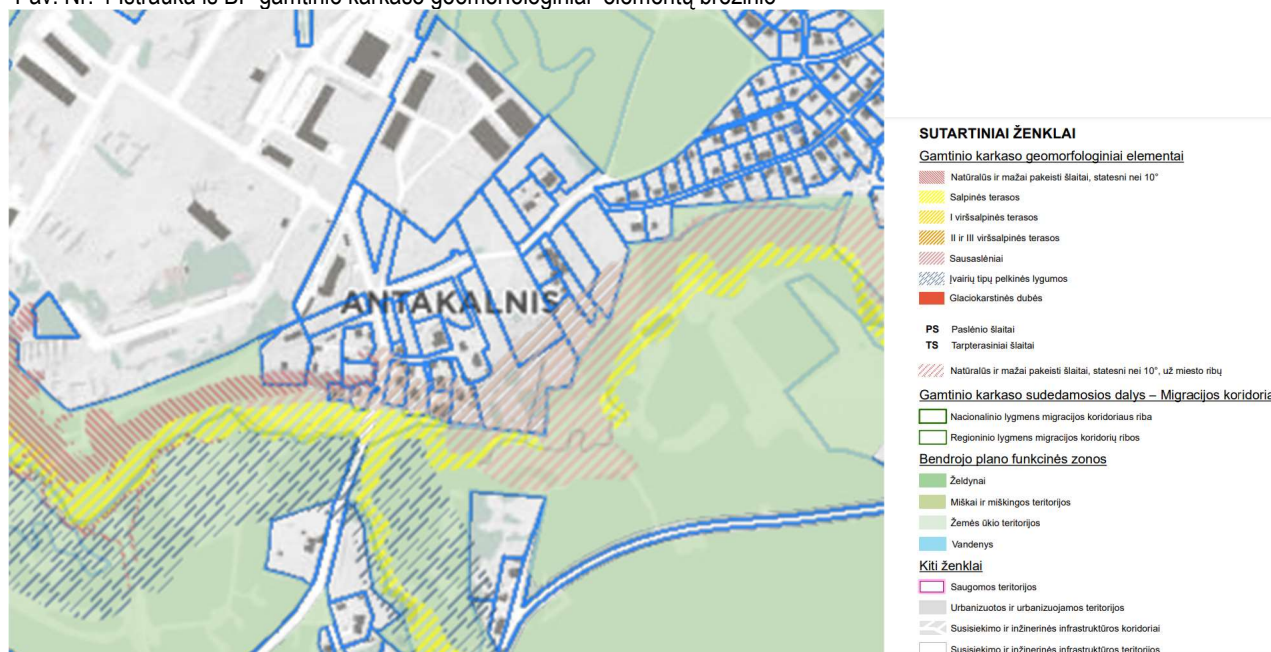 Pav. Nr. 1 Ištrauka iš BP gamtinio karkaso geomorfologinių elementų brėžinio
ANTAKALNIS
SUTARTINIAI ŽENKLAI
Gamtinio karkaso geomorfologiniai elementai
Natūralūs ir mažai pakeisti šlaitai, statesni nei 10°
Salpinės terasos
I viršsalpinės terasos
II ir III viršsalpinės terasos
Sausaslėniai
Įvairių tipų pelkinės lygumos
Glaciokarstinės dubės
PS Paslėnio šlaitai
TS Tarpterasiniai šlaitai
Natūralūs ir mažai pakeisti šlaitai, statesni nei 10°, už miesto ribų
Gamtinio karkaso sudedamosios dalys – Migracijos koridoria
Nacionalinio lygmens migracijos koridoriaus riba
Regioninio lygmens migracijos koridorių ribos
Bendrojo plano funkcinės zonos
Želdynai
Miškai ir miškingos teritorijos
Žemės ūkio teritorijos
Vandenys
Kiti ženklai
Saugomos teritorijos
Urbanizuotos ir urbanizuojamos teritorijos
Susisiekimo ir inžinerinės infrastruktūros koridoriai
Susisiekimo ir inžinerinės infrastruktūros teritorijos